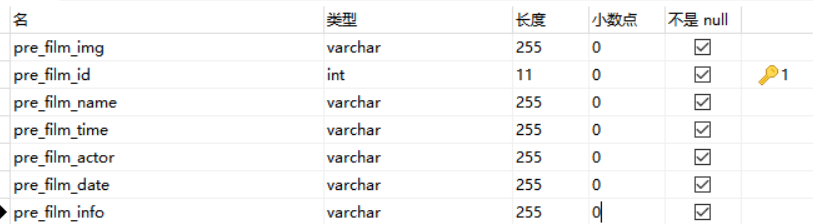 名 类型 长度 小数点 不是 null
pre_film_img varchar 255 0
pre_film_id int 11 0 1
pre_film_name varchar 255 0
pre_film_time varchar 255 0
pre_film_actor varchar 255 0
pre_film_date varchar 255 0
pre_film_info varchar 255 0